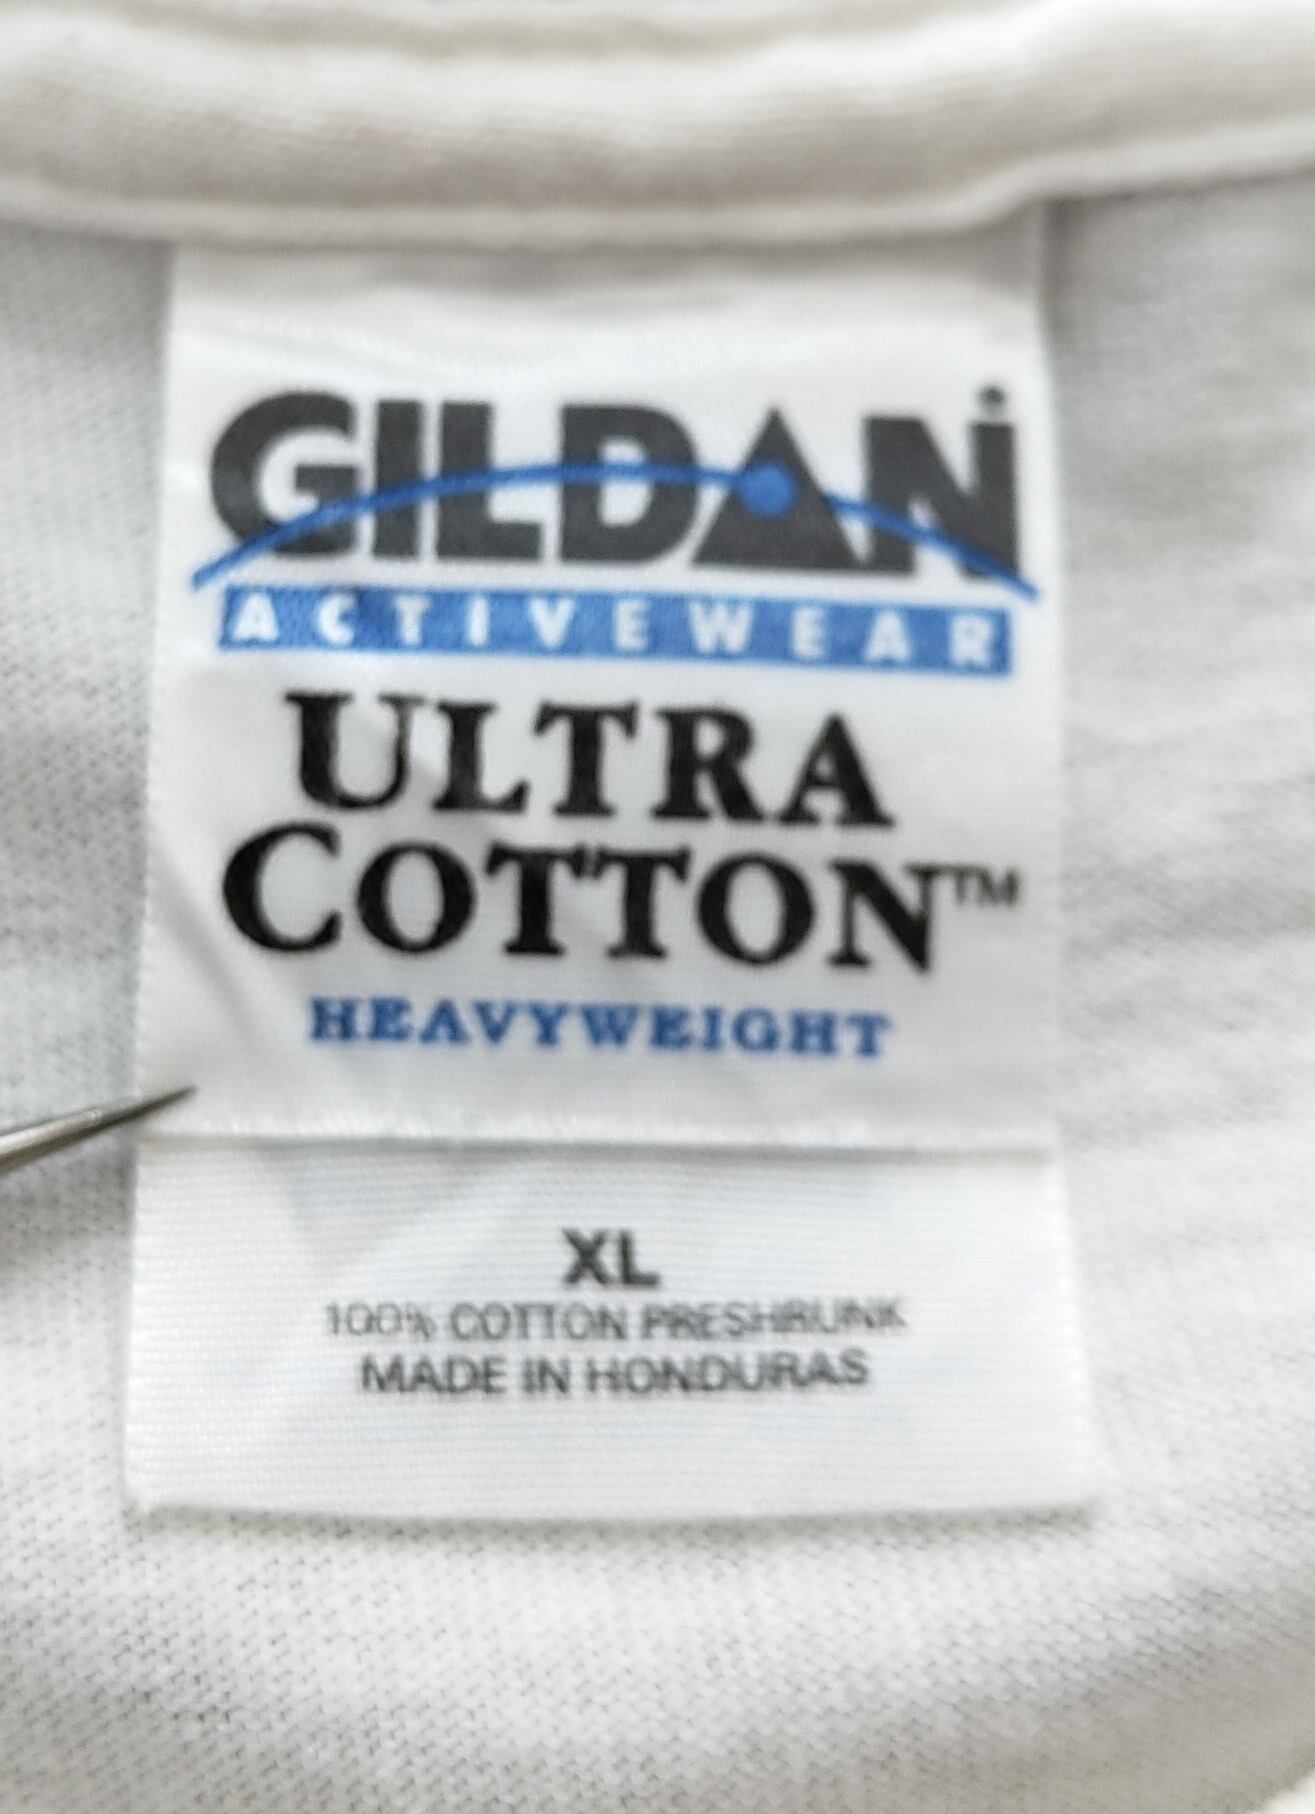 GILDAN
ACTIVEWEAR
ULTRA
COTTON™
HEAVYWEIGHT
XL
100% COTTON PRESHRUNK
MADE IN HONDURAS